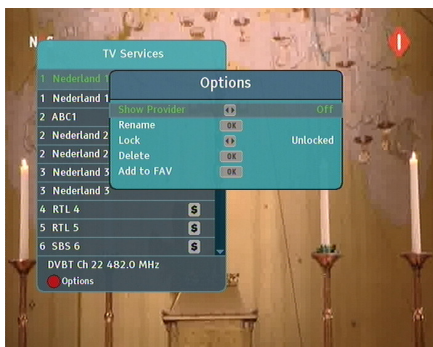 TV Services
1 Nederland 1
Options
1 Nederland 1
Show Provider Off
2 ABC1
Rename OK
2 Nederland 2
Lock Unlocked
2 Nederland 2
Delete OK
3 Nederland 3
Add to FAV OK
3 Nederland 3
4 RTL 4 S
5 RTL 5 S
6 SBS 6 S
DVBT Ch 22 482.0 MHz
Options